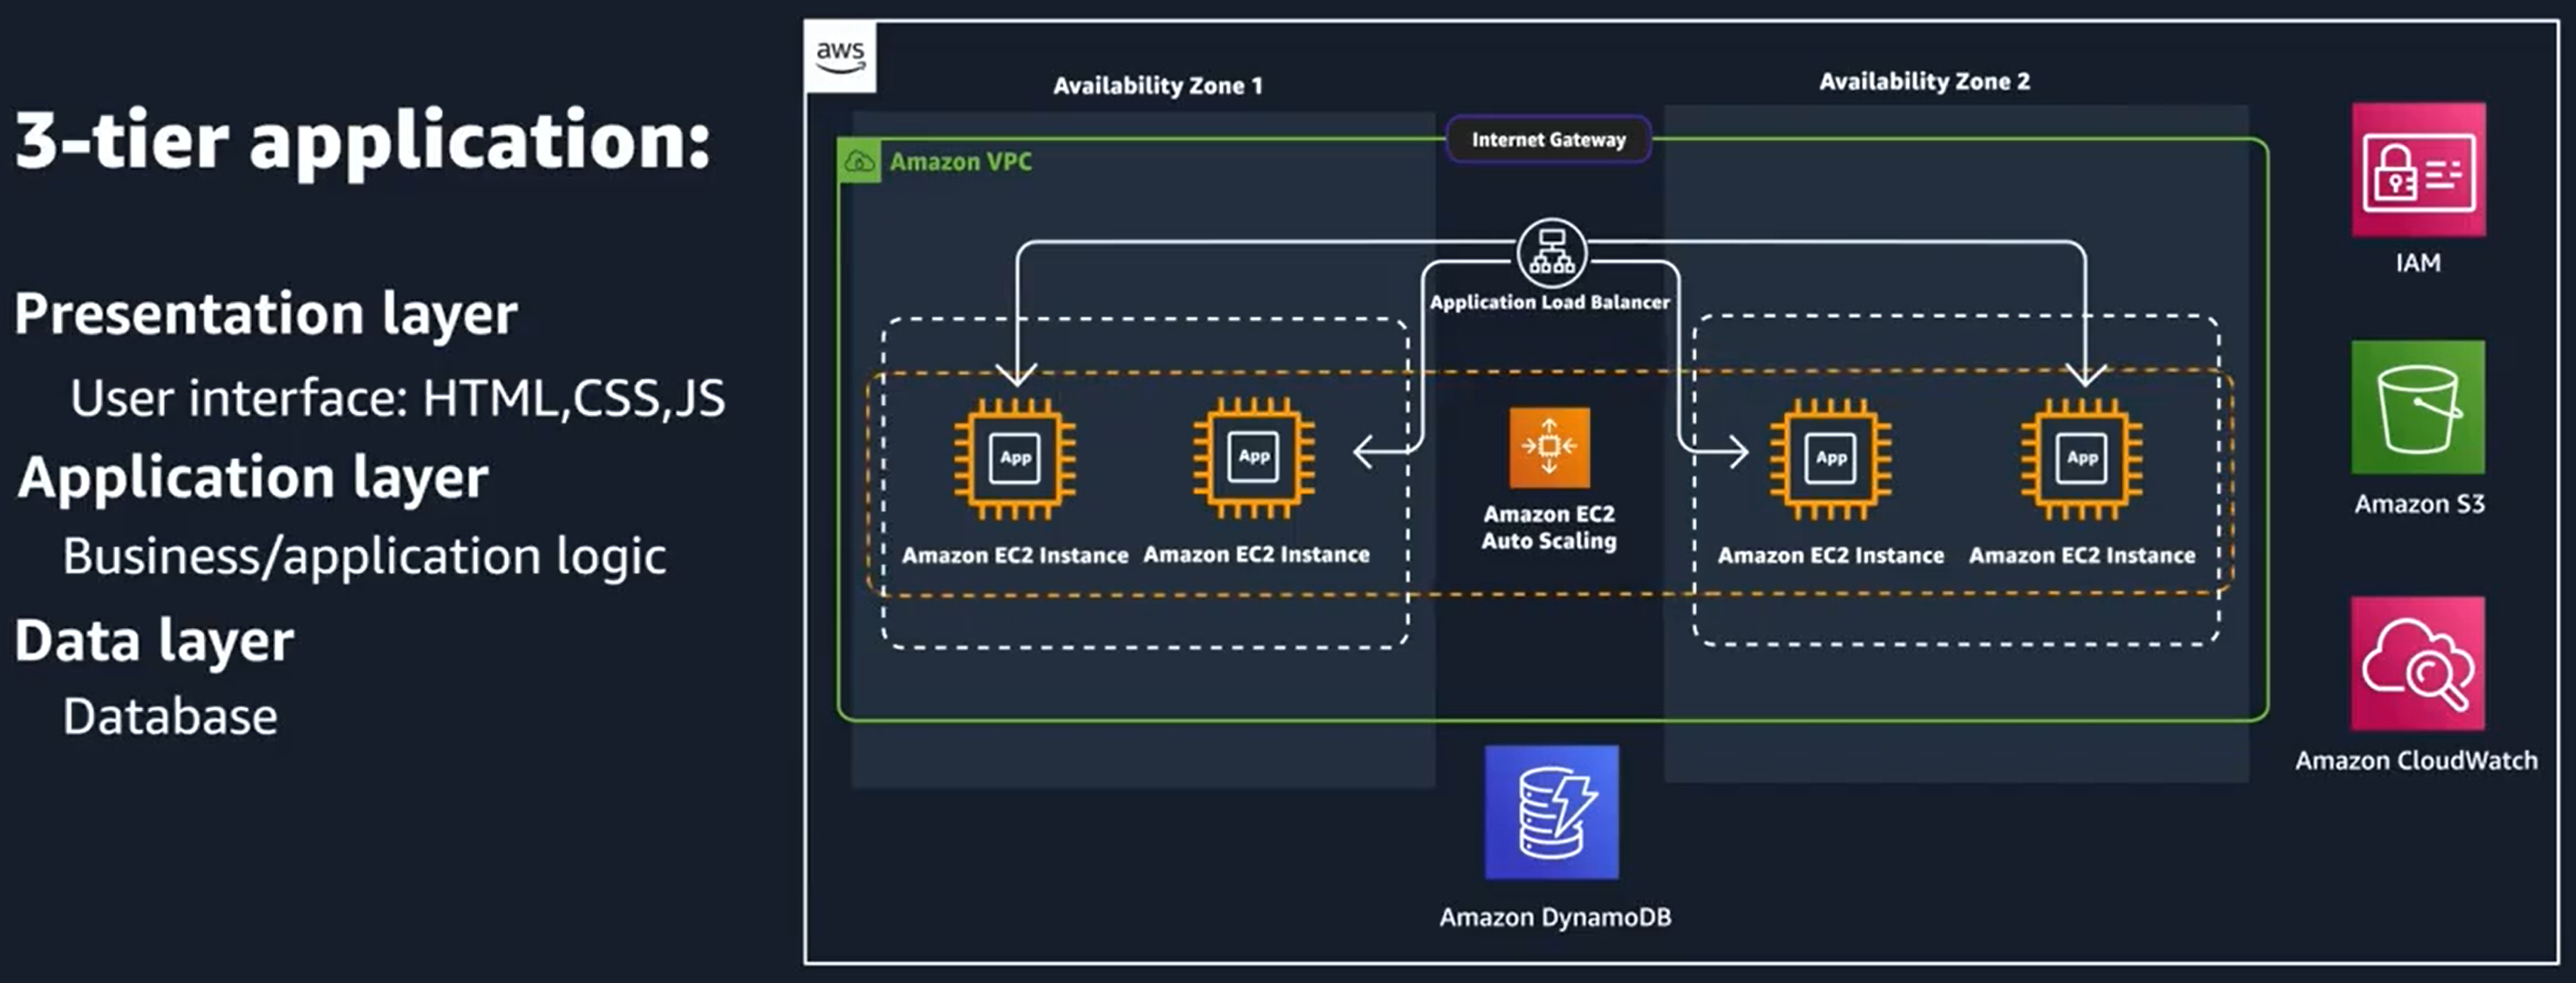 3-tier application:
Presentation layer
User interface: HTML,CSS,JS
Application layer
Business/application logic
Data layer
Database
aws
Availability Zone 1
Availability Zone 2
Internet Gateway
Amazon VPC
Application Load Balancer
App
App
App
App
Amazon EC2 Instance
Amazon EC2 Instance
Amazon EC2
Auto Scaling
Amazon EC2 Instance
Amazon EC2 Instance
Amazon DynamoDB
IAM
Amazon S3
Amazon CloudWatch